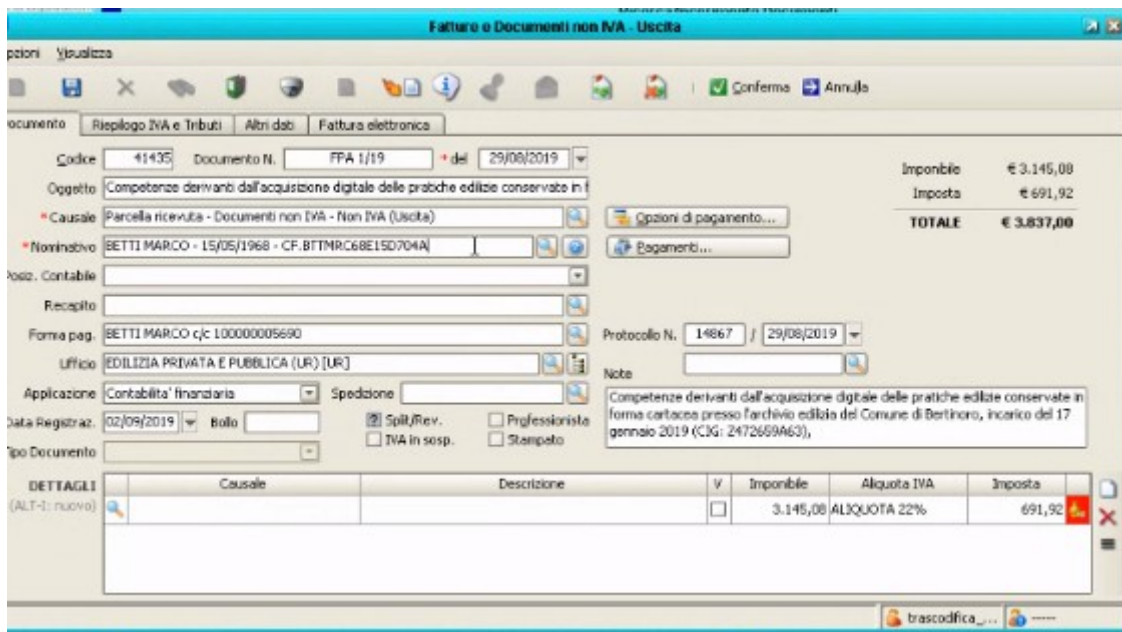 Fatture e Documenti non IVA - Uscita
pzioni Visualizza
Conferma Annulla
ocumento Riepilogo IVA e Tributi Altri dati Fattura elettronica
Codice 41435 Documento N. FPA 1/19 * del 29/08/2019
Imponibile € 3.145,08
Oggetto Competenze derivanti dall'acquisizione digitale delle pratiche edilizie conservate in f
Imposta € 691,92
* Causale Parcella ricevuta - Documenti non IVA - Non IVA (Uscita) Opzioni di pagamento...
TOTALE € 3.837,00
* Nominativo BETTI MARCO - 15/05/1968 - CF.BTTMRC68E15D704A Pagamenti...
Posiz. Contabile
Recapito
Forma pag. BETTI MARCO c/c 100000005690 Protocollo N. 14867 / 29/08/2019
Ufficio EDILIZIA PRIVATA E PUBBLICA (UR) [UR] Note
Applicazione Contabilita' finanziaria Spedizione
Competenze derivanti dall'acquisizione digitale delle pratiche edilizie conservate in
forma cartacea presso l'archivio edilizia del Comune di Bertinoro, incarico del 17
gennaio 2019 (CIG: 2472659A63),
Data Registraz. 02/09/2019 Bollo ? Split/Rev. Professionista
IVA in sosp. Stampato
Tipo Documento
DETTAGLI Causale Descrizione V Imponibile Aliquota IVA Imposta
(ALT-I: nuovo) 3.145,08 ALIQUOTA 22% 691,92
trascodifica_... -----